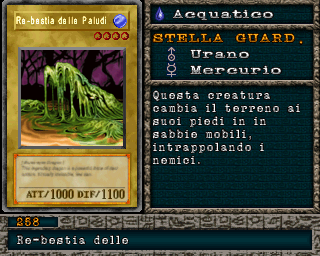 Re-bestia delle Paludi
ATT/1000 DIF/1100
Acquatico
STELLA GUARD.
Urano
Mercurio
Questa creatura
cambia il terreno ai
suoi piedi in in
sabbie mobili,
intrappolando i
nemici.
258
Re-bestia delle